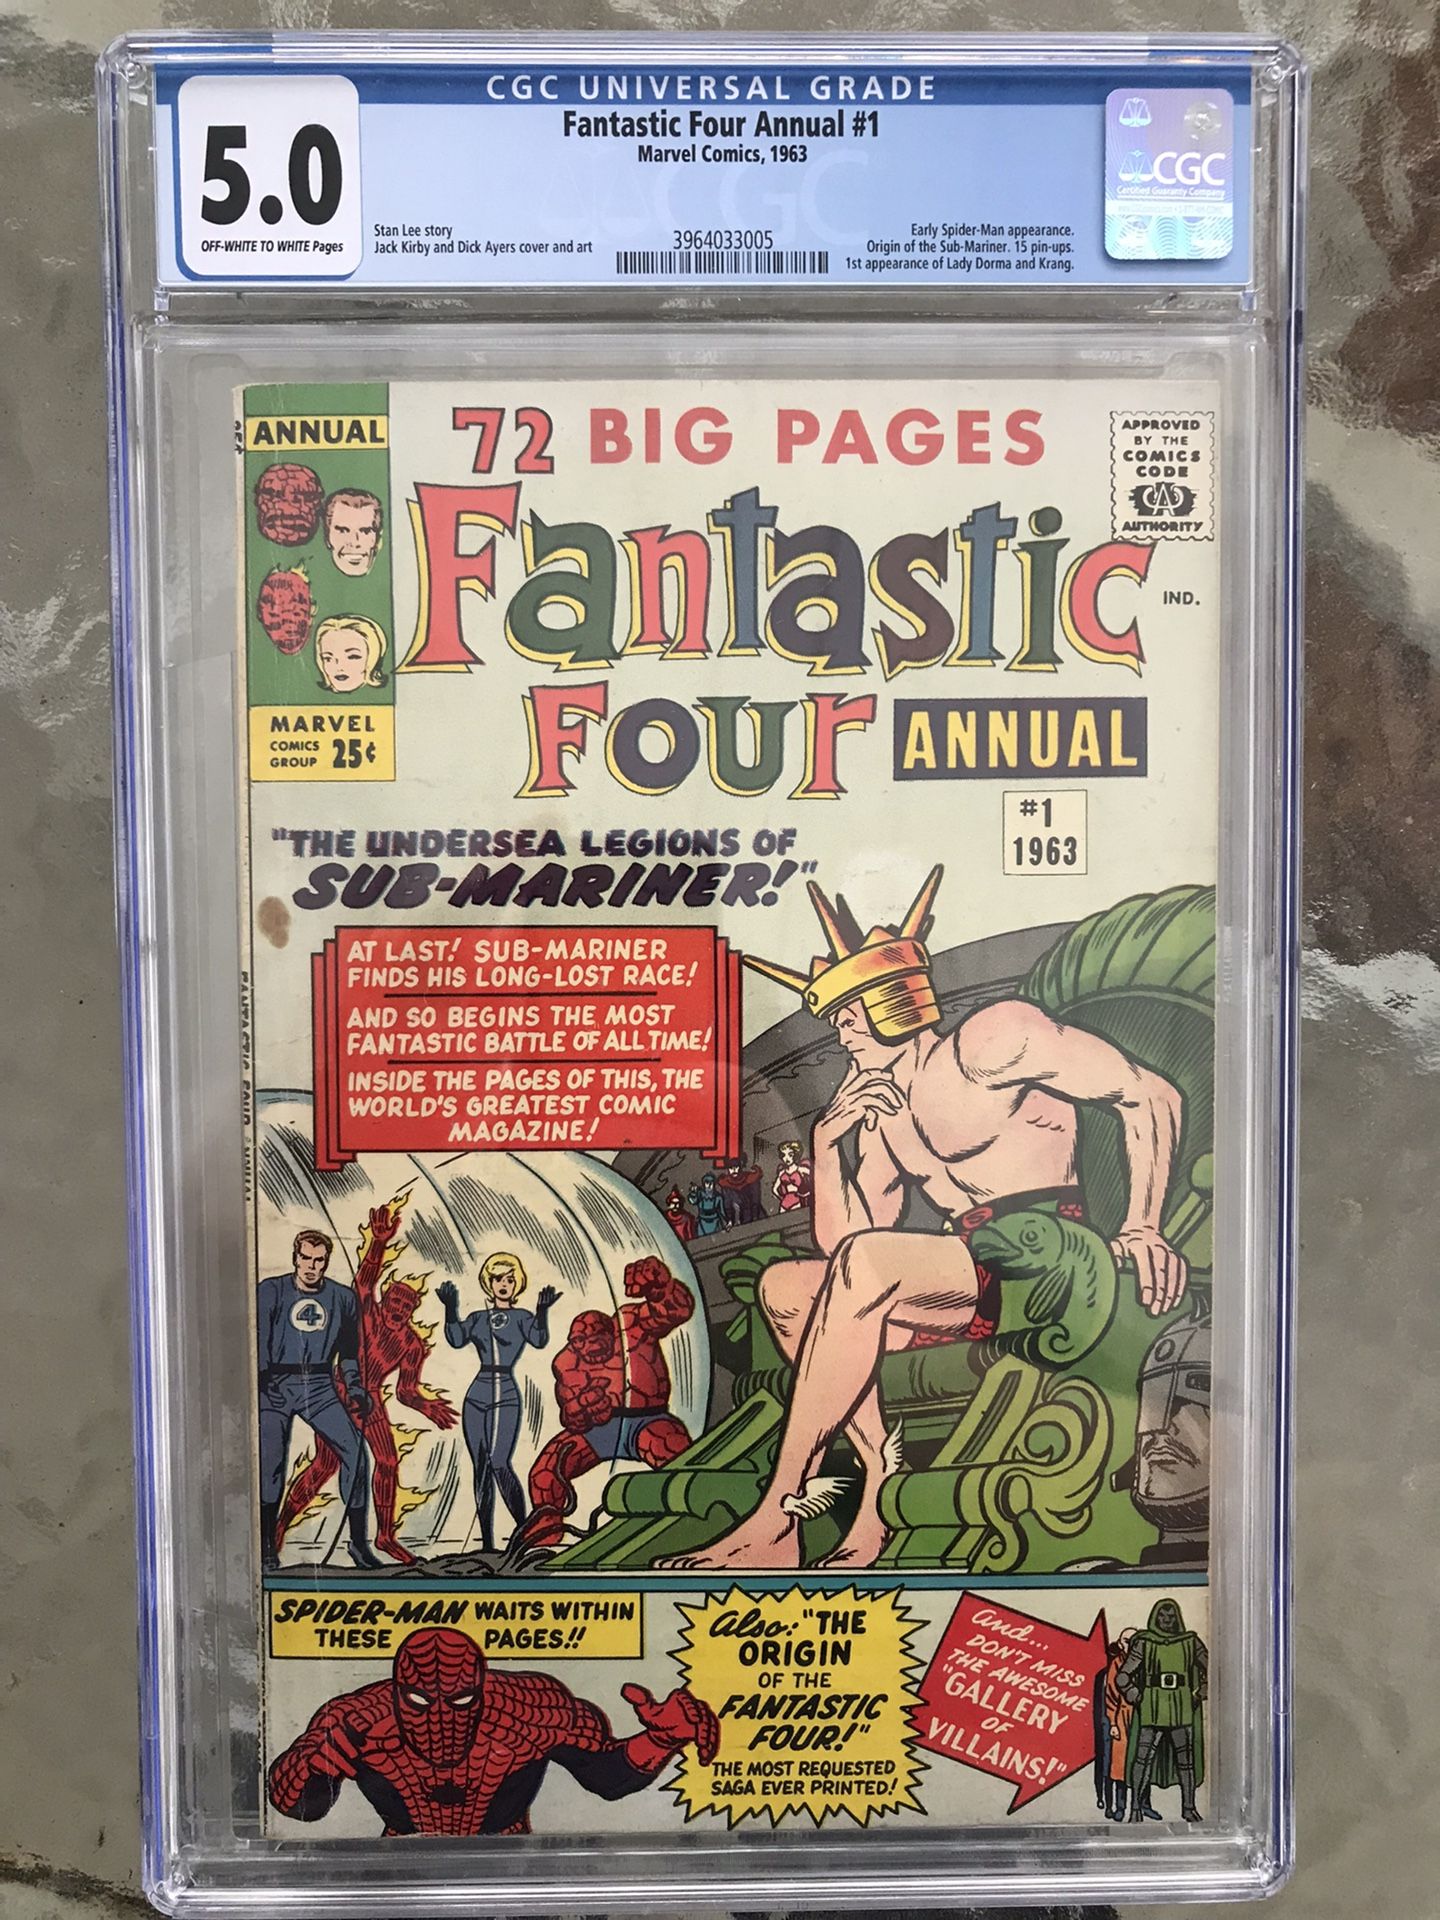 CGC UNIVERSAL GRADE
5.0
OFF-WHITE TO WHITE Pages
Fantastic Four Annual #1
Marvel Comics, 1963
Stan Lee story
Jack Kirby and Dick Ayers cover and art
3964033005
Early Spider-Man appearance.
Origin of the Sub-Mariner. 15 pin-ups.
1st appearance of Lady Dorma and Krang.
CGC
Certified Guaranty Company
ANNUAL
72 BIG PAGES
APPROVED
BY THE
COMICS
CODE
CA
AUTHORITY
Fantastic
FOUR ANNUAL
IND.
MARVEL
COMICS
GROUP 25¢
#1
1963
"THE UNDERSEA LEGIONS OF
SUB-MARINER!"
AT LAST! SUB-MARINER
FINDS HIS LONG-LOST RACE!
AND SO BEGINS THE MOST
FANTASTIC BATTLE OF ALL TIME!
INSIDE THE PAGES OF THIS, THE
WORLD'S GREATEST COMIC
MAGAZINE!
4
SPIDER-MAN WAITS WITHIN
THESE PAGES!!
Also: "THE
ORIGIN
OF THE
FANTASTIC
FOUR!"
THE MOST REQUESTED
SAGA EVER PRINTED!
And...
DON'T MISS
THE AWESOME
"GALLERY
OF
VILLAINS!"